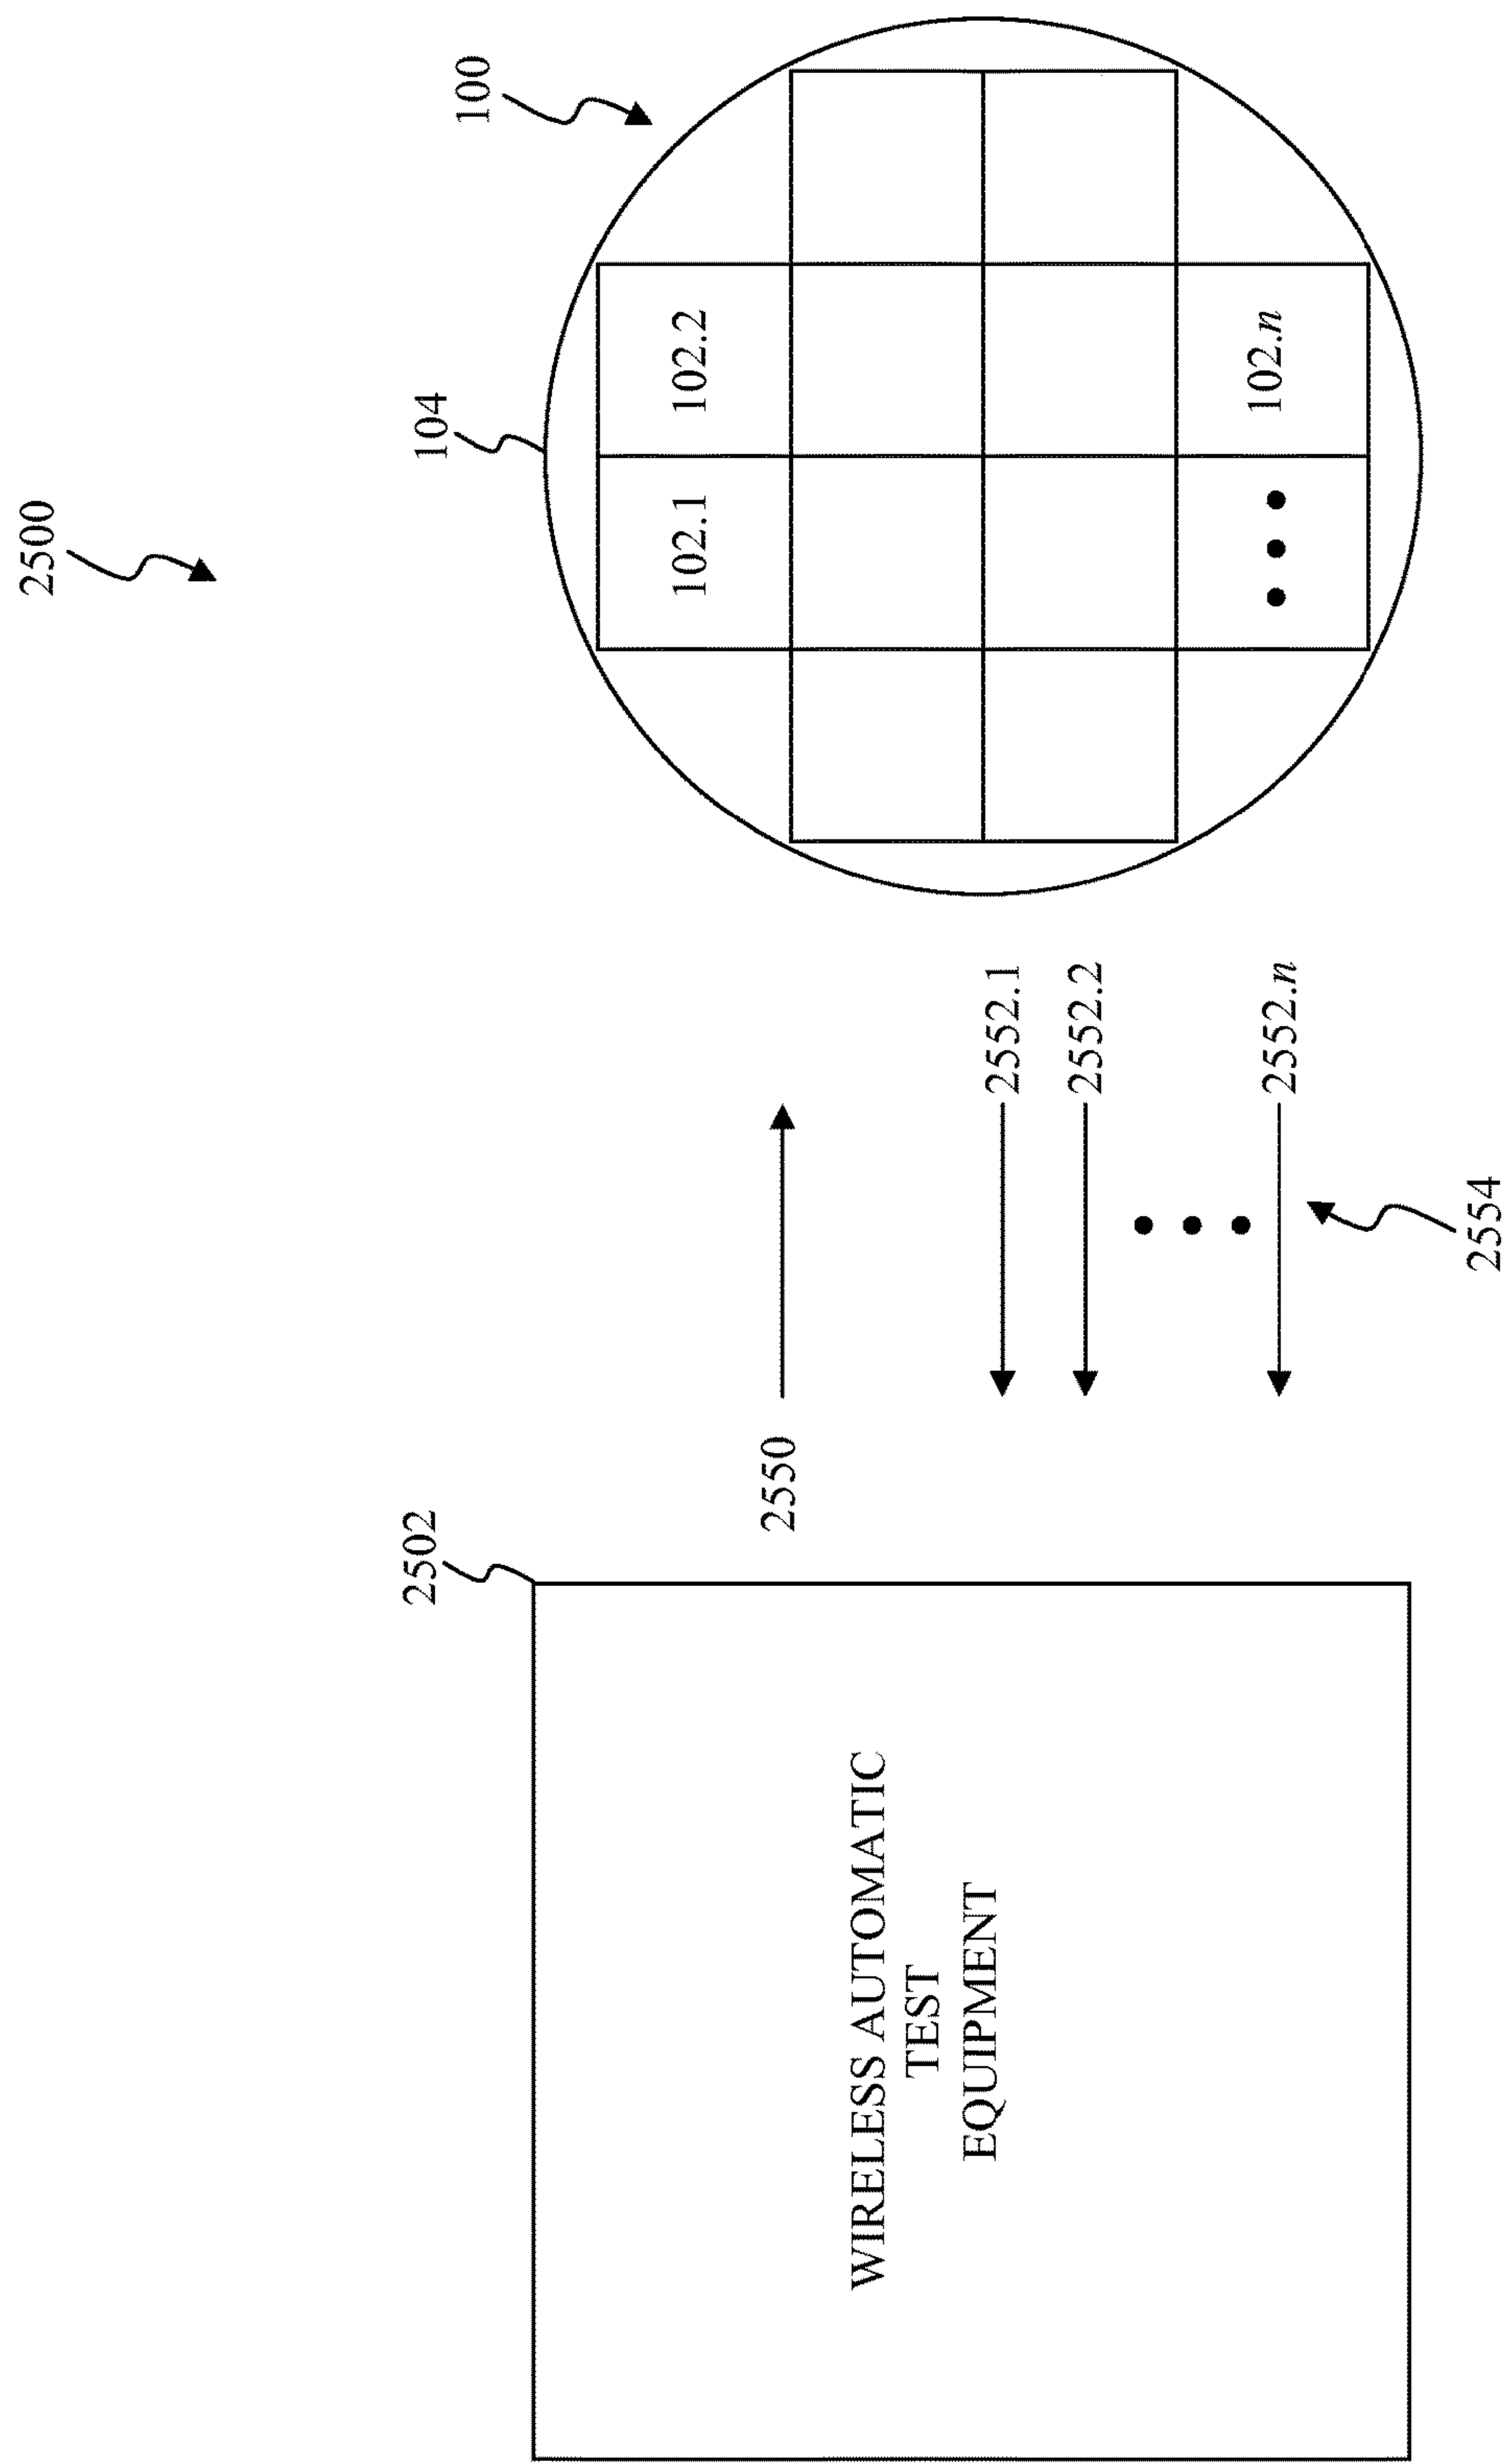 2500
2502
WIRELESS AUTOMATIC
TEST
EQUIPMENT
2550
2552.1
2552.2
2552.n
2554
104
100
102.1
102.2
102.n